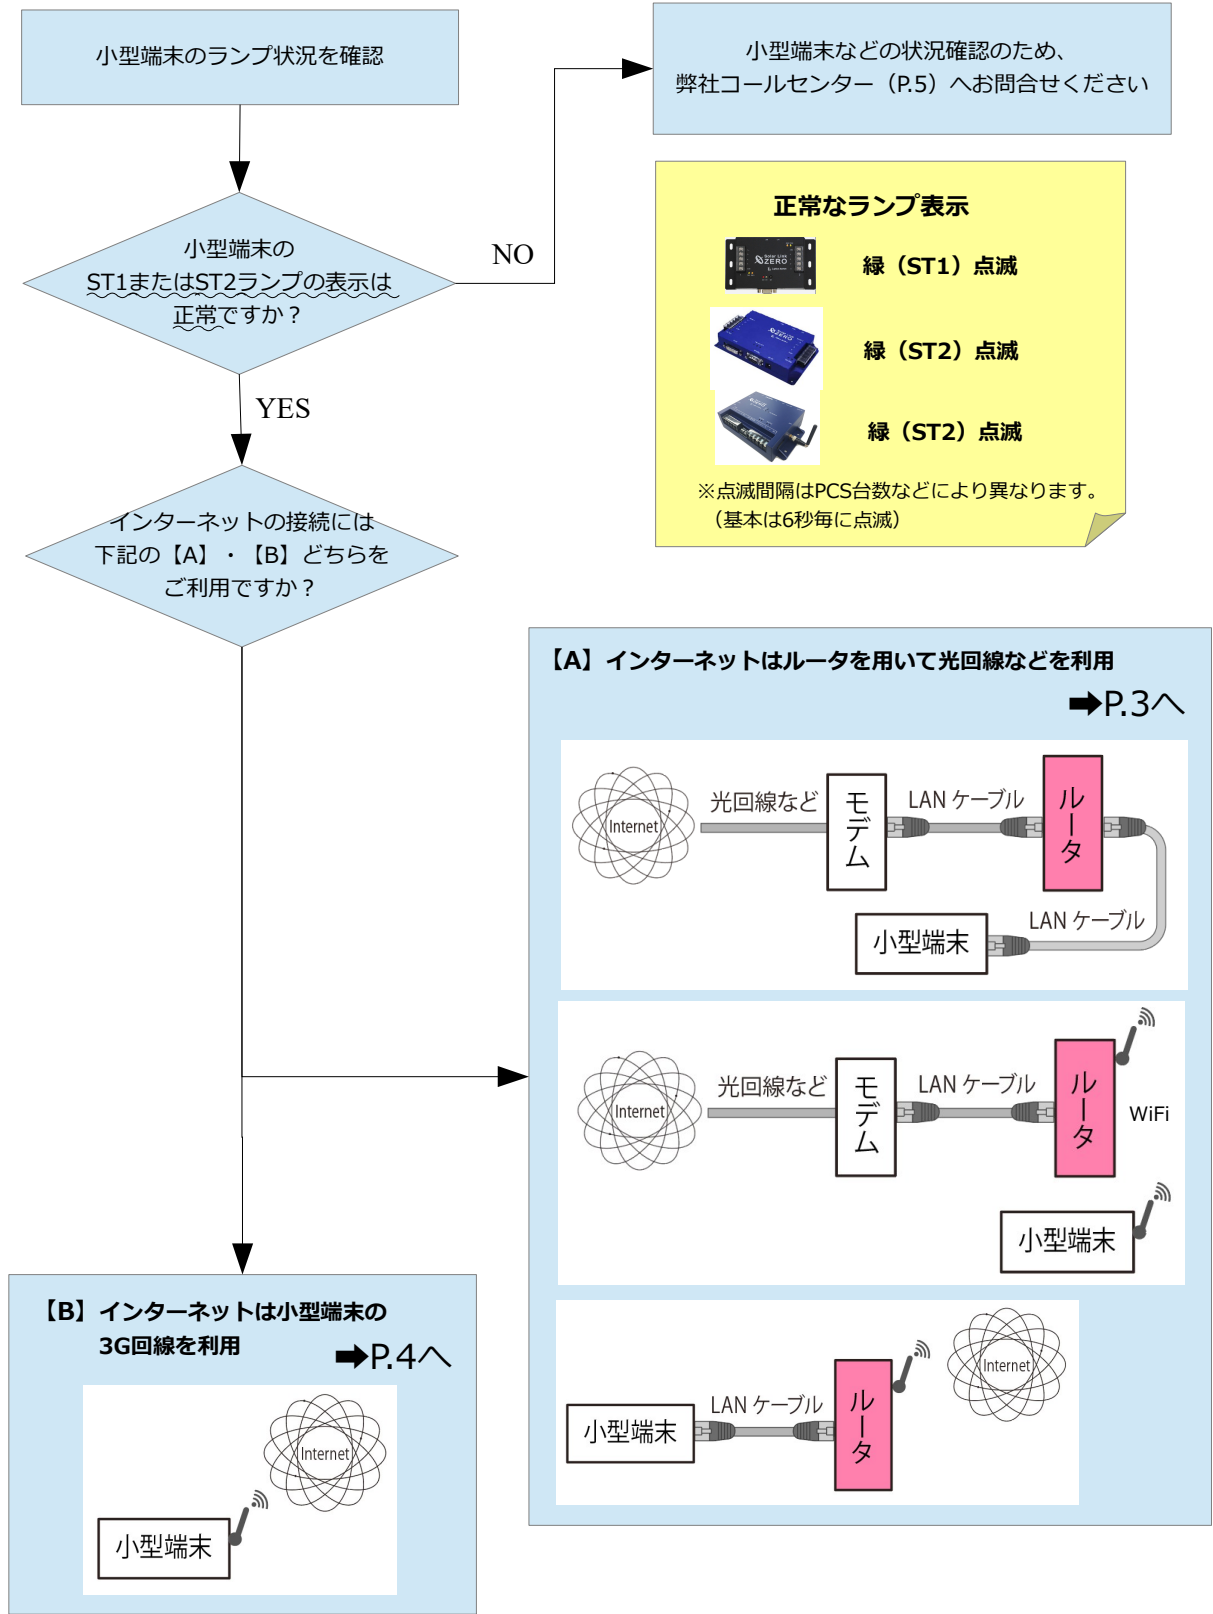 小型端末のランプ状況を確認
小型端末などの状況確認のため、
弊社コールセンター（P.5）へお問合せください
小型端末の
ST1またはST2ランプの表示は
正常ですか？
NO
YES
正常なランプ表示
Solar Link
ZERO
緑（ST1）点滅
ZERO
緑（ST2）点滅
緑（ST2）点滅
※点滅間隔はPCS台数などにより異なります。
（基本は6秒毎に点滅）
インターネットの接続には
下記の【A】・【B】どちらを
ご利用ですか？
【A】インターネットはルータを用いて光回線などを利用
➡P.3へ
Internet
光回線など
モデム
LAN ケーブル
ルータ
LAN ケーブル
小型端末
Internet
光回線など
モデム
LAN ケーブル
ルータ
WiFi
小型端末
小型端末
LAN ケーブル
ルータ
Internet
【B】インターネットは小型端末の
3G回線を利用
➡P.4へ
Internet
小型端末